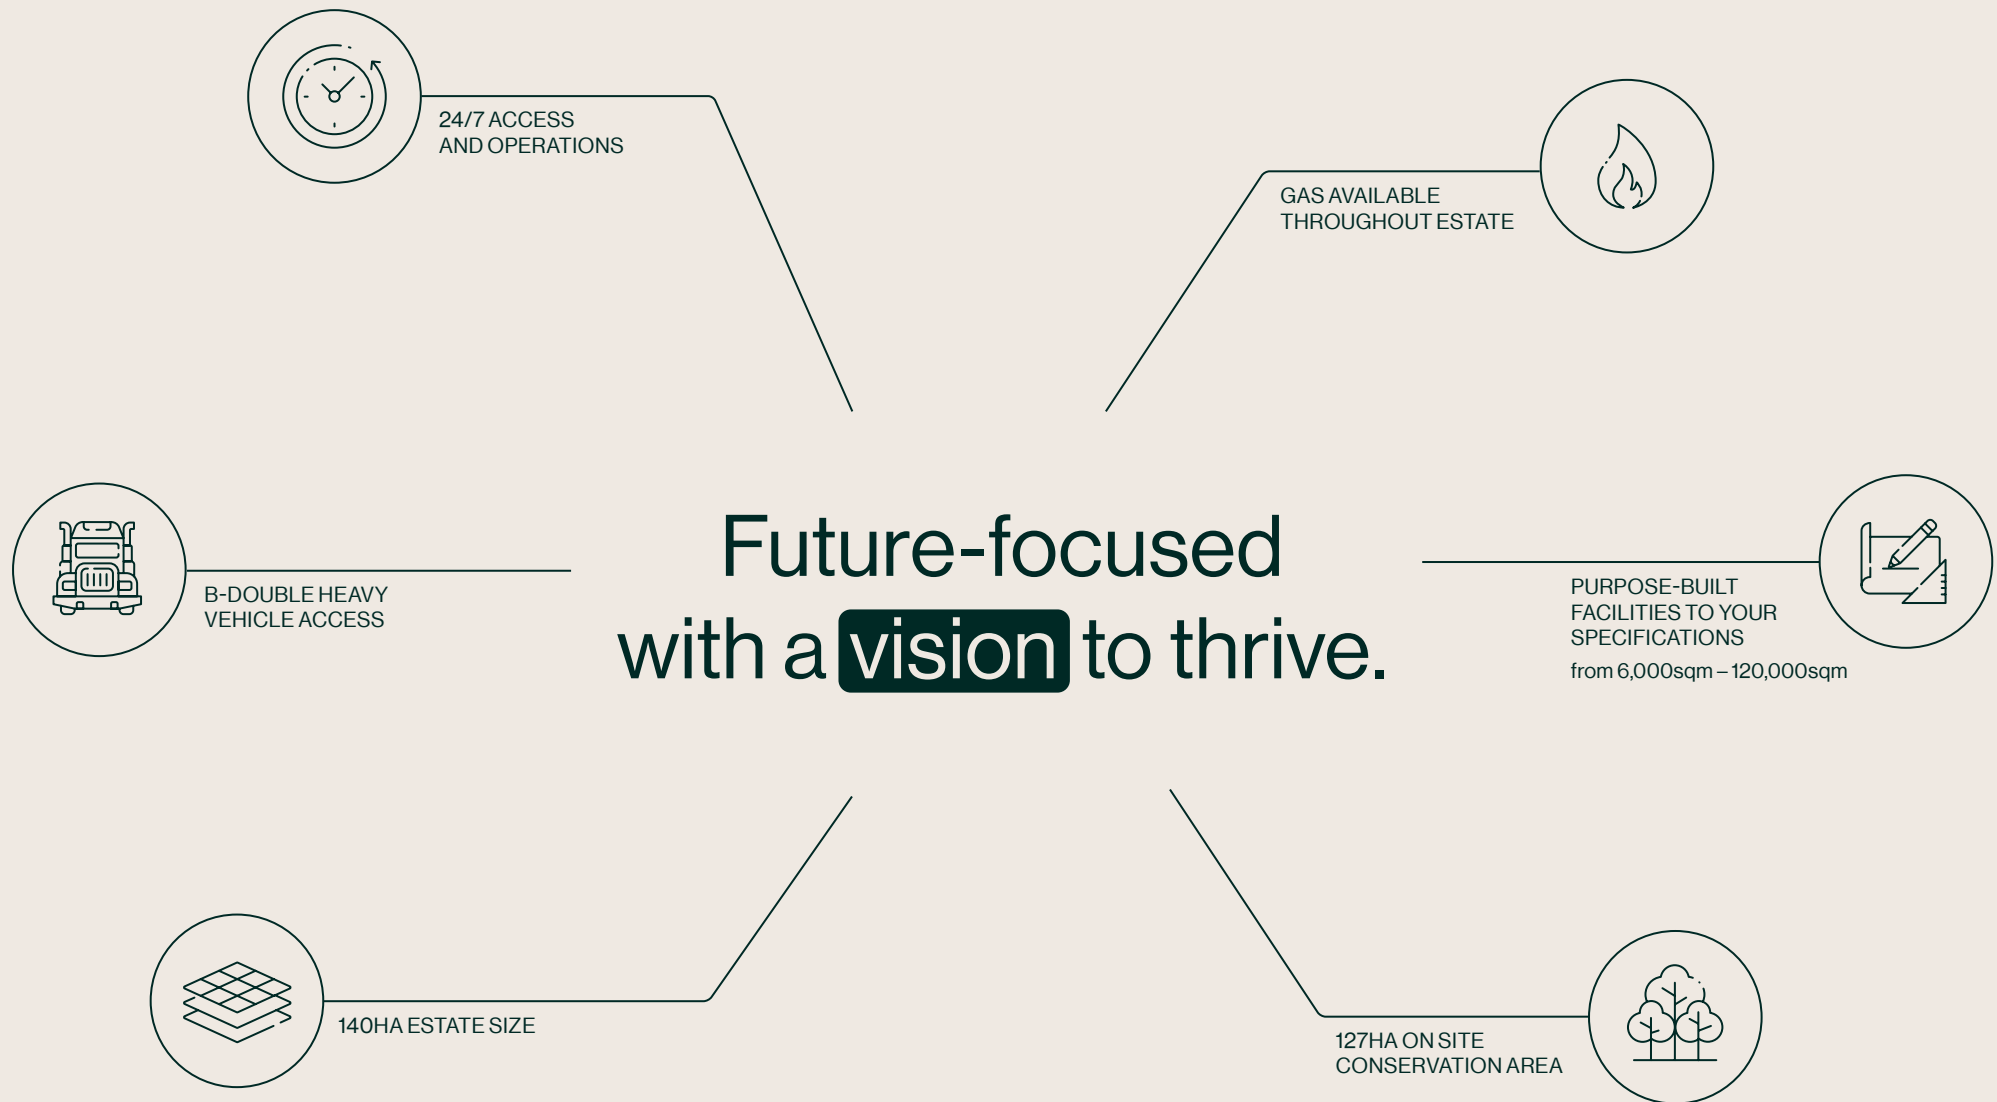 24/7 ACCESS
AND OPERATIONS
GAS AVAILABLE
THROUGHOUT ESTATE
B-DOUBLE HEAVY
VEHICLE ACCESS
Future-focused
with a vision to thrive.
PURPOSE-BUILT
FACILITIES TO YOUR
SPECIFICATIONS
from 6,000sqm – 120,000sqm
140HA ESTATE SIZE
127HA ON SITE
CONSERVATION AREA